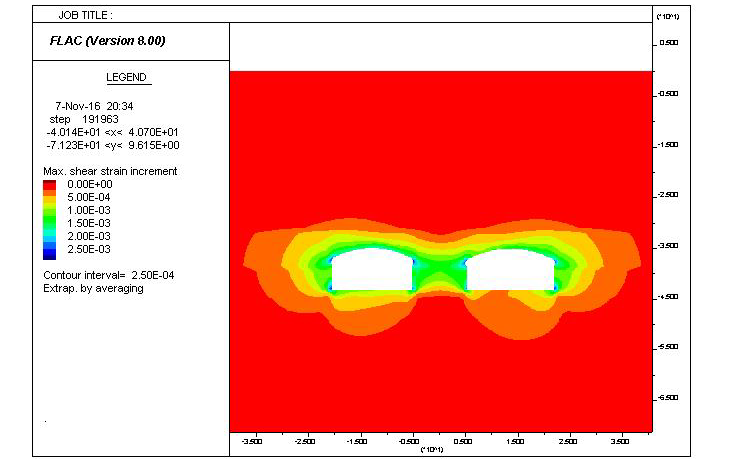 JOB TITLE :
FLAC (Version 8.00)
LEGEND
7-Nov-16 20:34
step 191963
-4.014E+01 <x< 4.070E+01
-7.123E+01 <y< 9.615E+00
Max. shear strain increment
0.00E+00
5.00E-04
1.00E-03
1.50E-03
2.00E-03
2.50E-03
Contour interval= 2.50E-04
Extrap. by averaging
(*10^1)
0.500
-0.500
-1.500
-2.500
-3.500
-4.500
-5.500
-6.500
-3.500 -2.500 -1.500 -0.500 0.500 1.500 2.500 3.500
(*10^1)